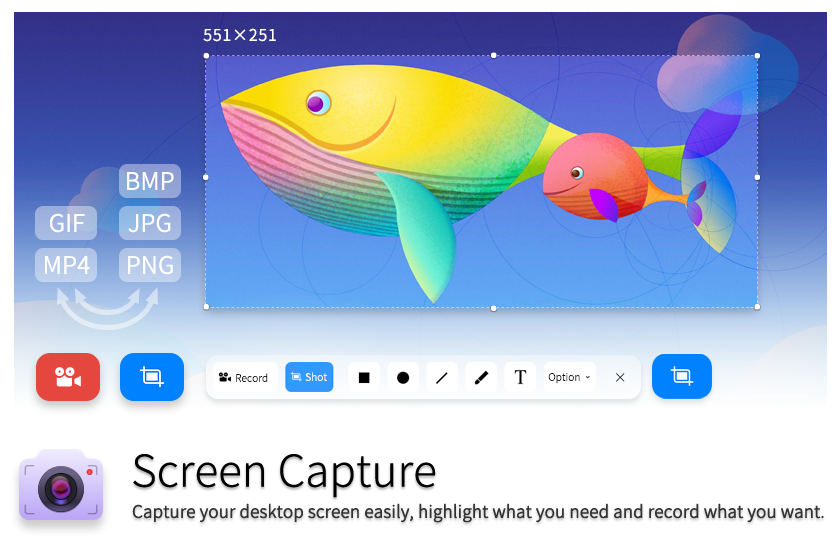 551×251
BMP
GIF
JPG
MP4
PNG
Record
Shot
T
Option
Screen Capture
Capture your desktop screen easily, highlight what you need and record what you want.